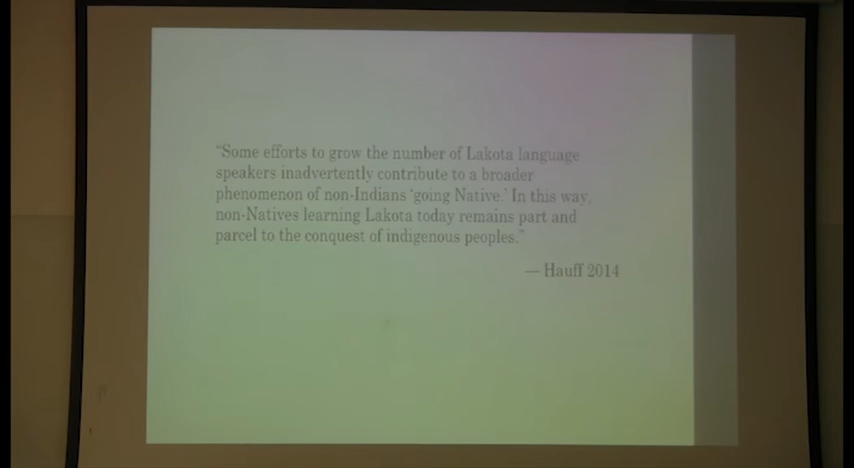 “Some efforts to grow the number of Lakota language
speakers inadvertently contribute to a broader
phenomenon of non-Indians ‘going Native.’ In this way,
non-Natives learning Lakota today remains part and
parcel to the conquest of indigenous peoples.”
— Hauff 2014